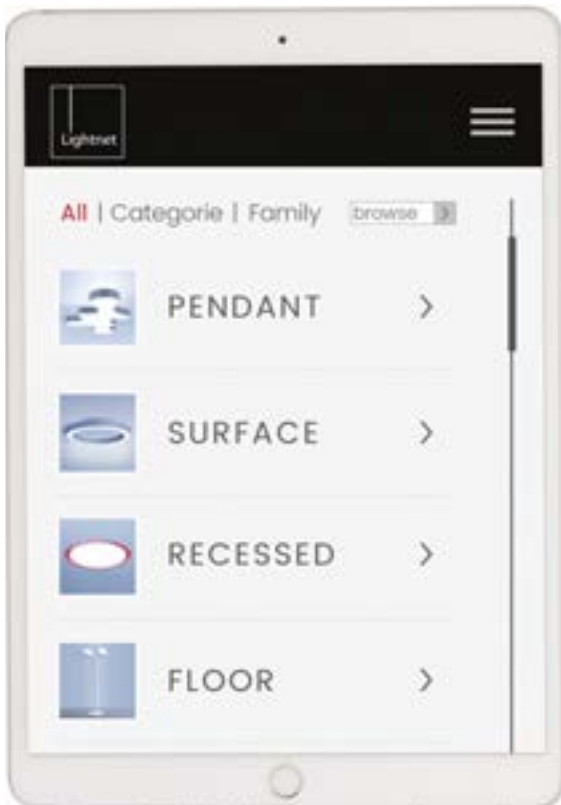 Lightnet
All | Categorie | Family browse >
PENDANT >
SURFACE >
RECESSED >
FLOOR >